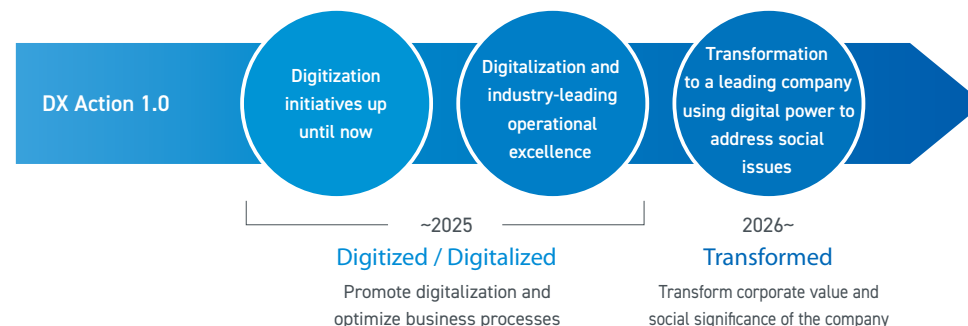 DX Action 1.0
Digitization
initiatives up
until now
Digitalization and
industry-leading
operational
excellence
Transformation
to a leading company
using digital power to
address social
issues
~2025
Digitized / Digitalized
Promote digitalization and
optimize business processes
2026~
Transformed
Transform corporate value and
social significance of the company